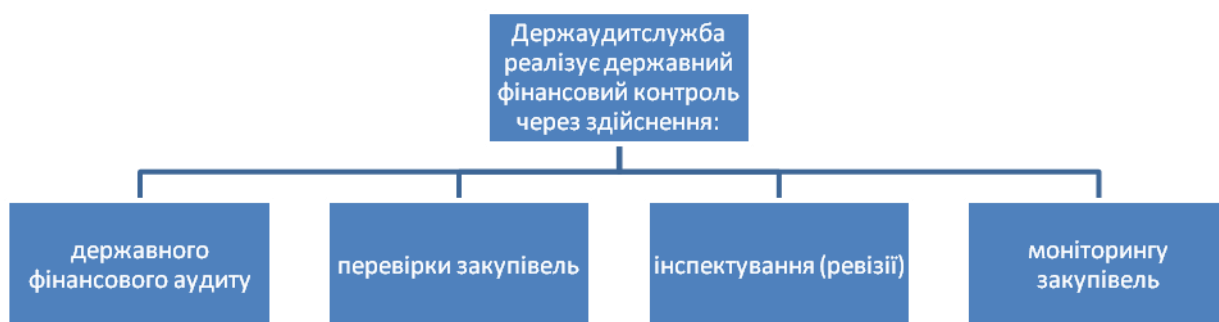 Держаудитслужба
реалізує державний
фінансовий контроль
через здійснення:
державного
фінансового аудиту
перевірки закупівель
інспектування (ревізії)
моніторингу
закупівель